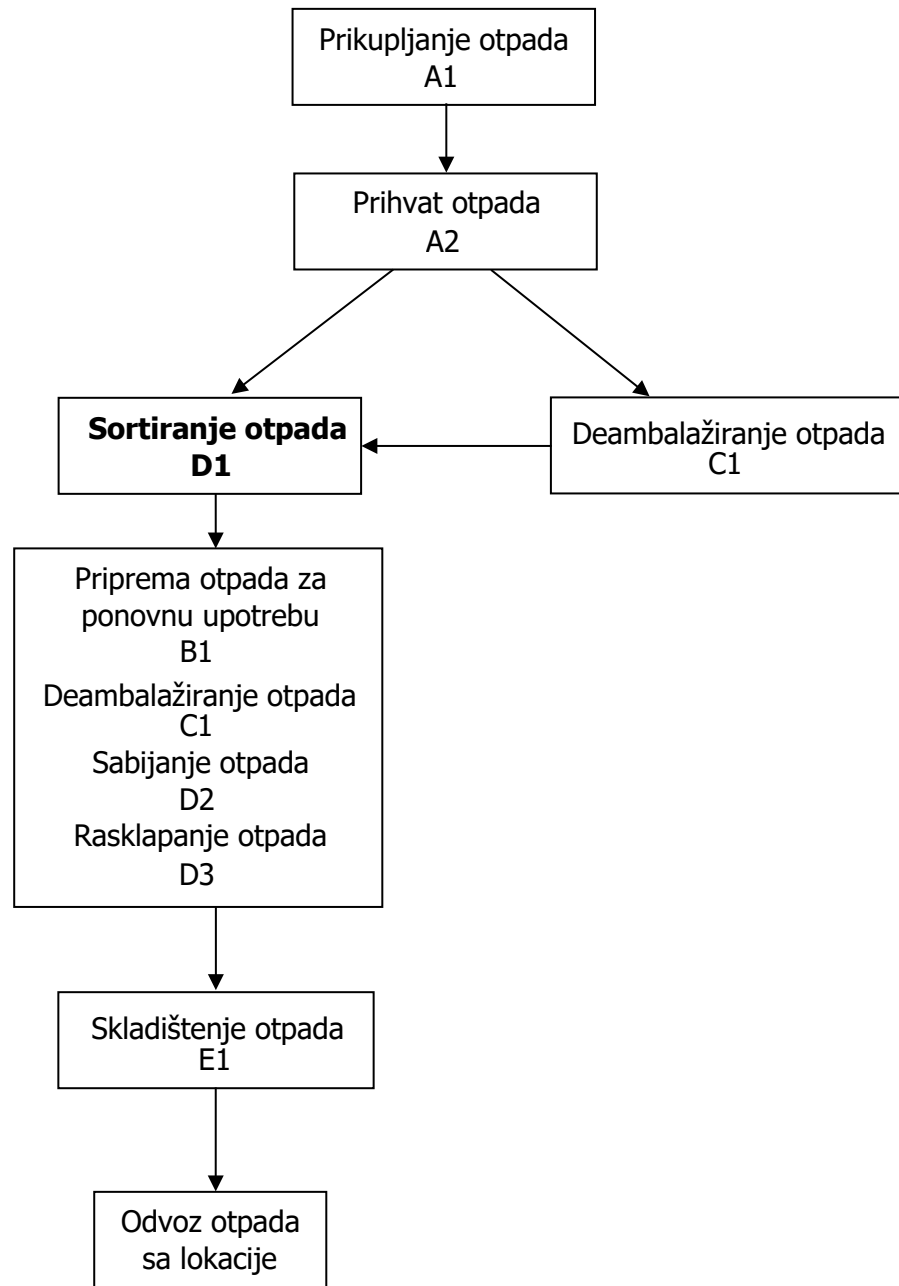 Prikupljanje otpada
A1
Prihvat otpada
A2
Sortiranje otpada
D1
Deambalažiranje otpada
C1
Priprema otpada za
ponovnu upotrebu
B1
Deambalažiranje otpada
C1
Sabijanje otpada
D2
Rasklapanje otpada
D3
Skladištenje otpada
E1
Odvoz otpada
sa lokacije